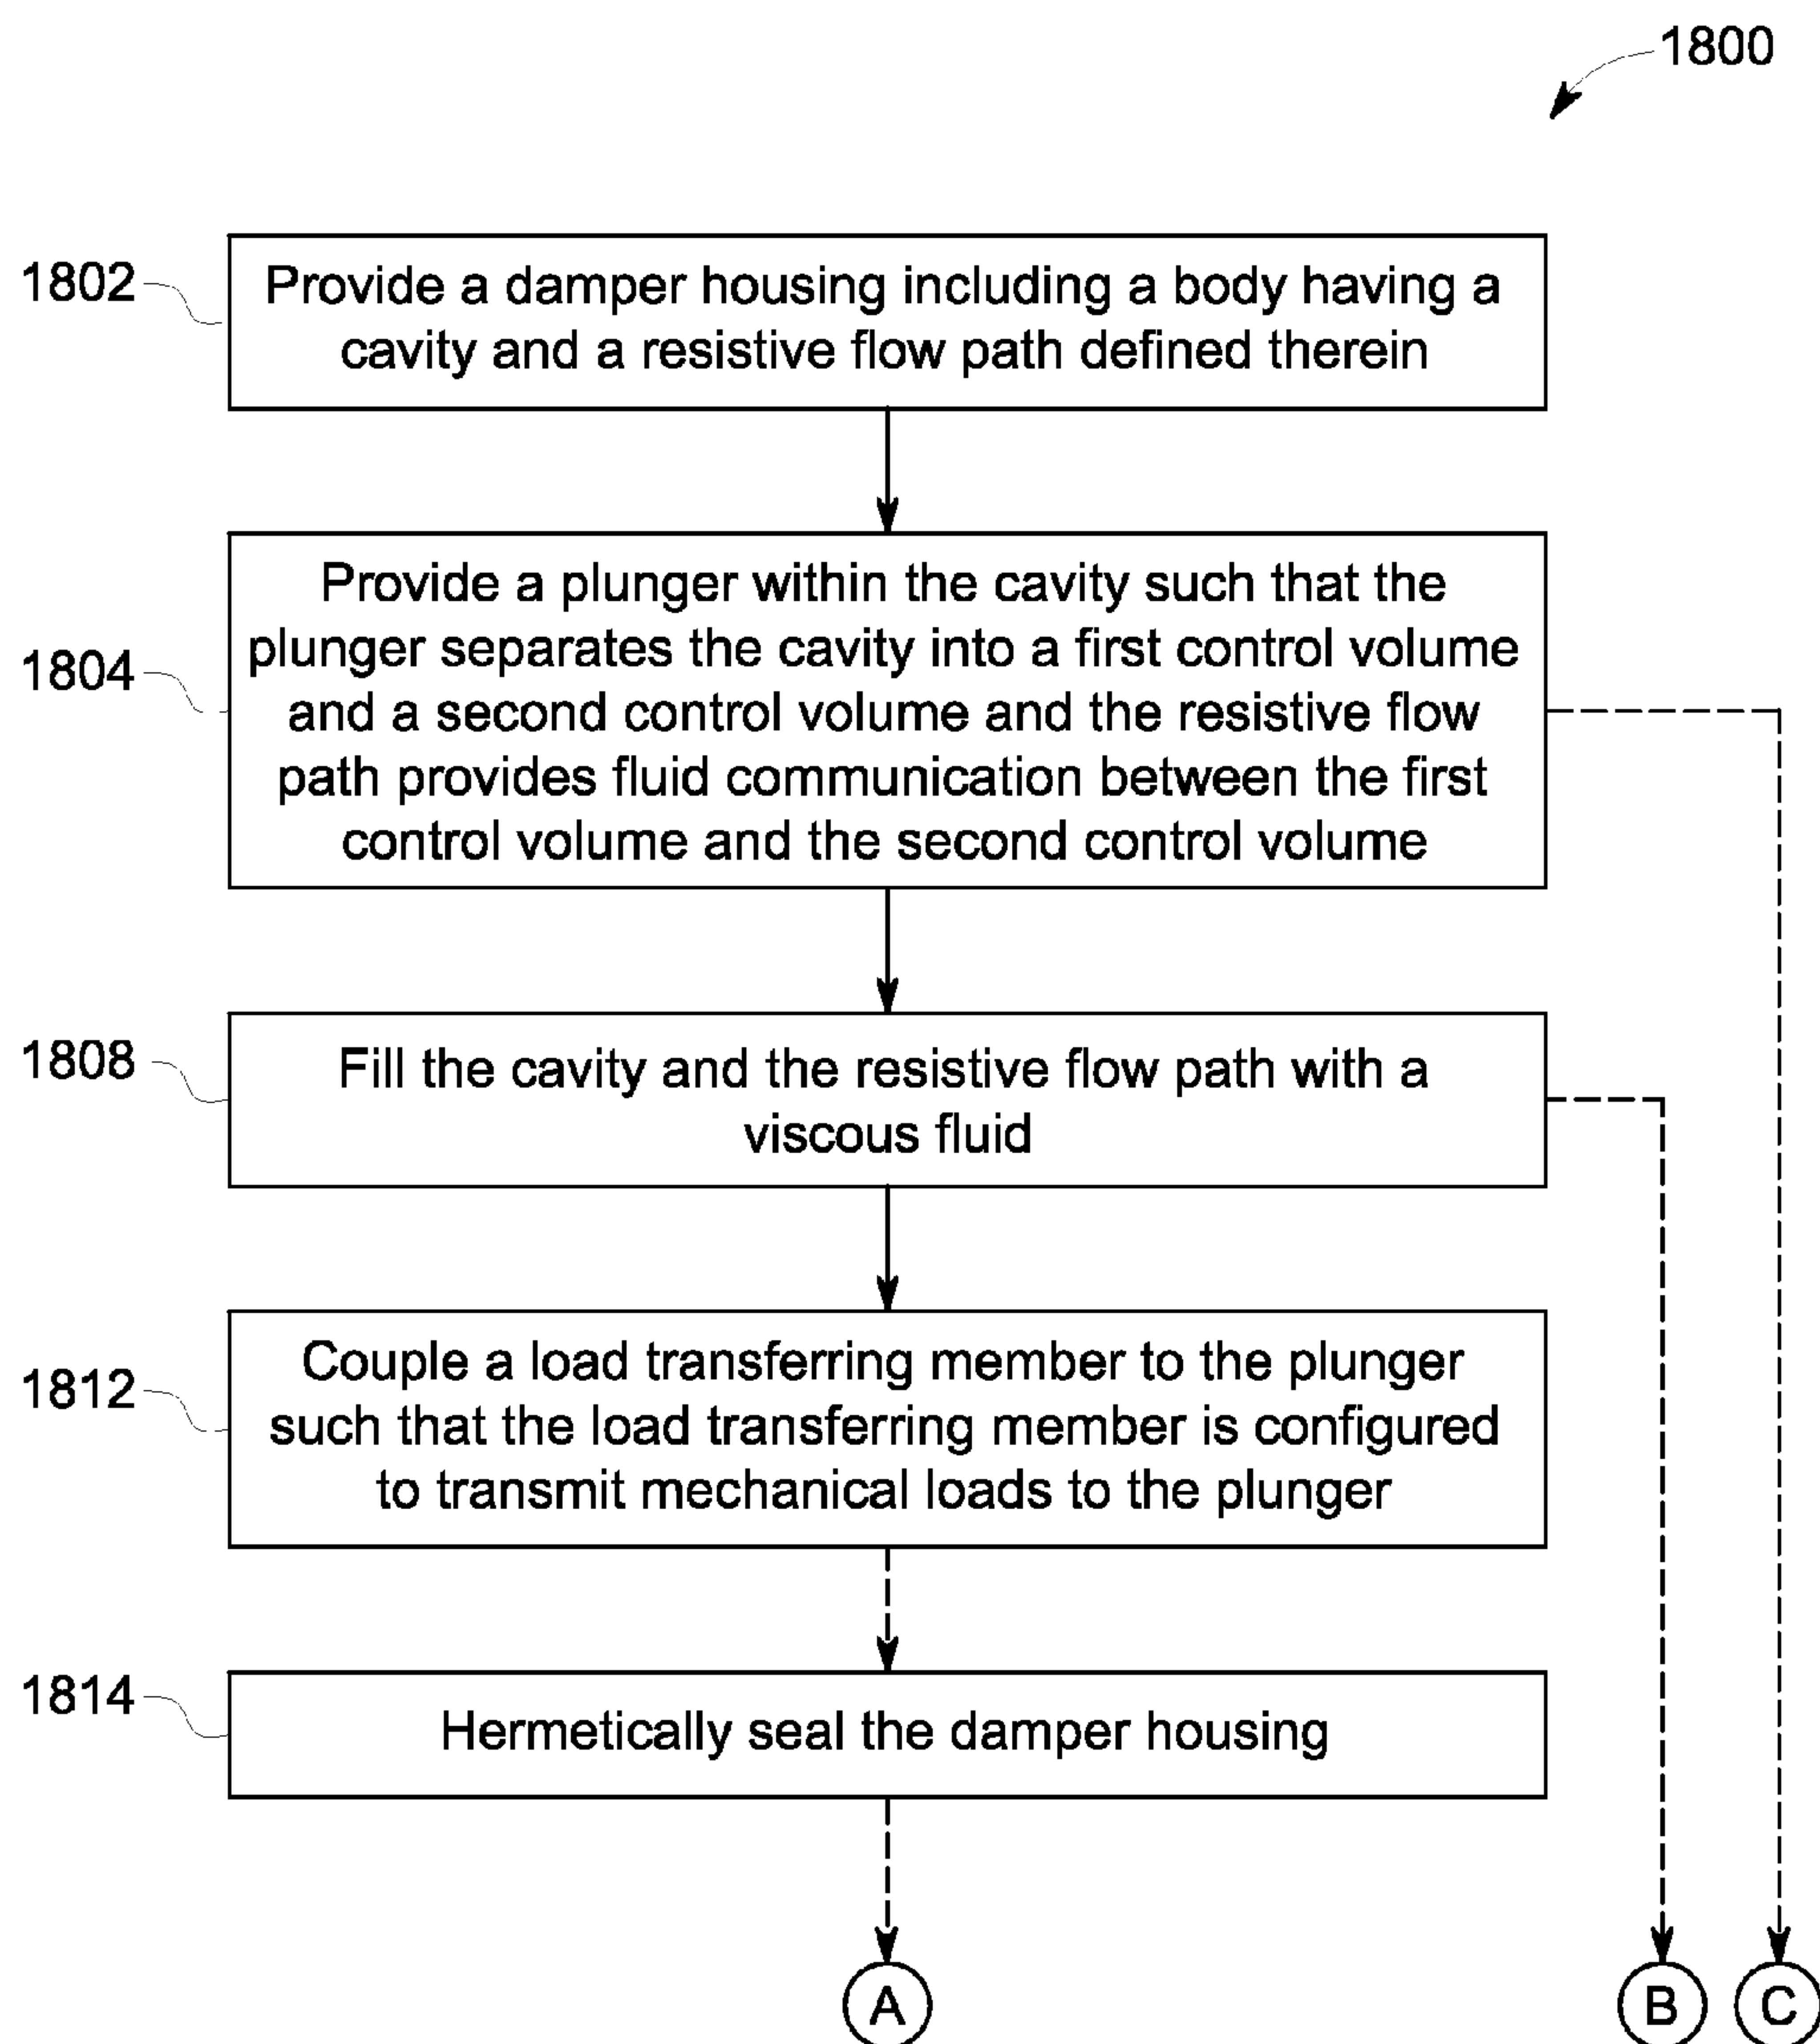 1800
1802
Provide a damper housing including a body having a
cavity and a resistive flow path defined therein
1804
Provide a plunger within the cavity such that the
plunger separates the cavity into a first control volume
and a second control volume and the resistive flow
path provides fluid communication between the first
control volume and the second control volume
1808
Fill the cavity and the resistive flow path with a
viscous fluid
1812
Couple a load transferring member to the plunger
such that the load transferring member is configured
to transmit mechanical loads to the plunger
1814
Hermetically seal the damper housing
A
B
C